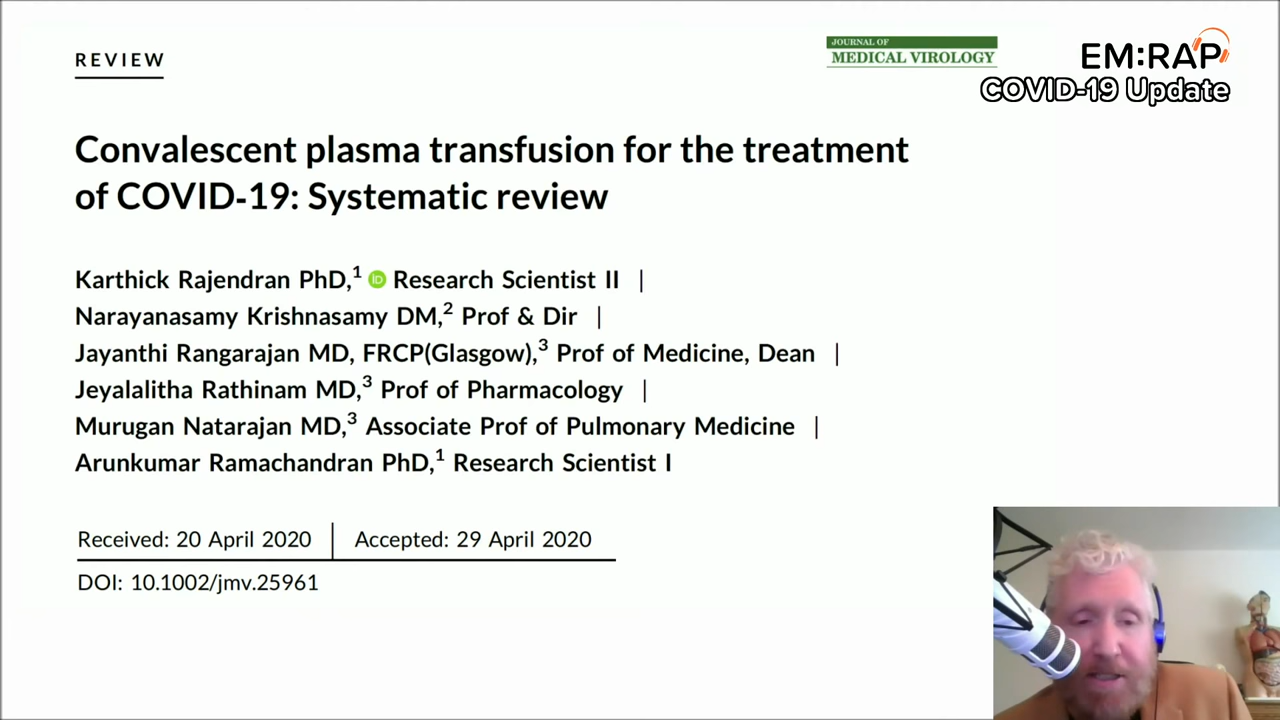 REVIEW
JOURNAL OF
MEDICAL VIROLOGY
EM:RAP
COVID-19 Update
Convalescent plasma transfusion for the treatment
of COVID-19: Systematic review
Karthick Rajendran PhD,1 iD Research Scientist II |
Narayanasamy Krishnasamy DM,2 Prof & Dir |
Jayanthi Rangarajan MD, FRCP(Glasgow),3 Prof of Medicine, Dean |
Jeyalalitha Rathinam MD,3 Prof of Pharmacology |
Murugan Natarajan MD,3 Associate Prof of Pulmonary Medicine |
Arunkumar Ramachandran PhD,1 Research Scientist I
Received: 20 April 2020 | Accepted: 29 April 2020
DOI: 10.1002/jmv.25961